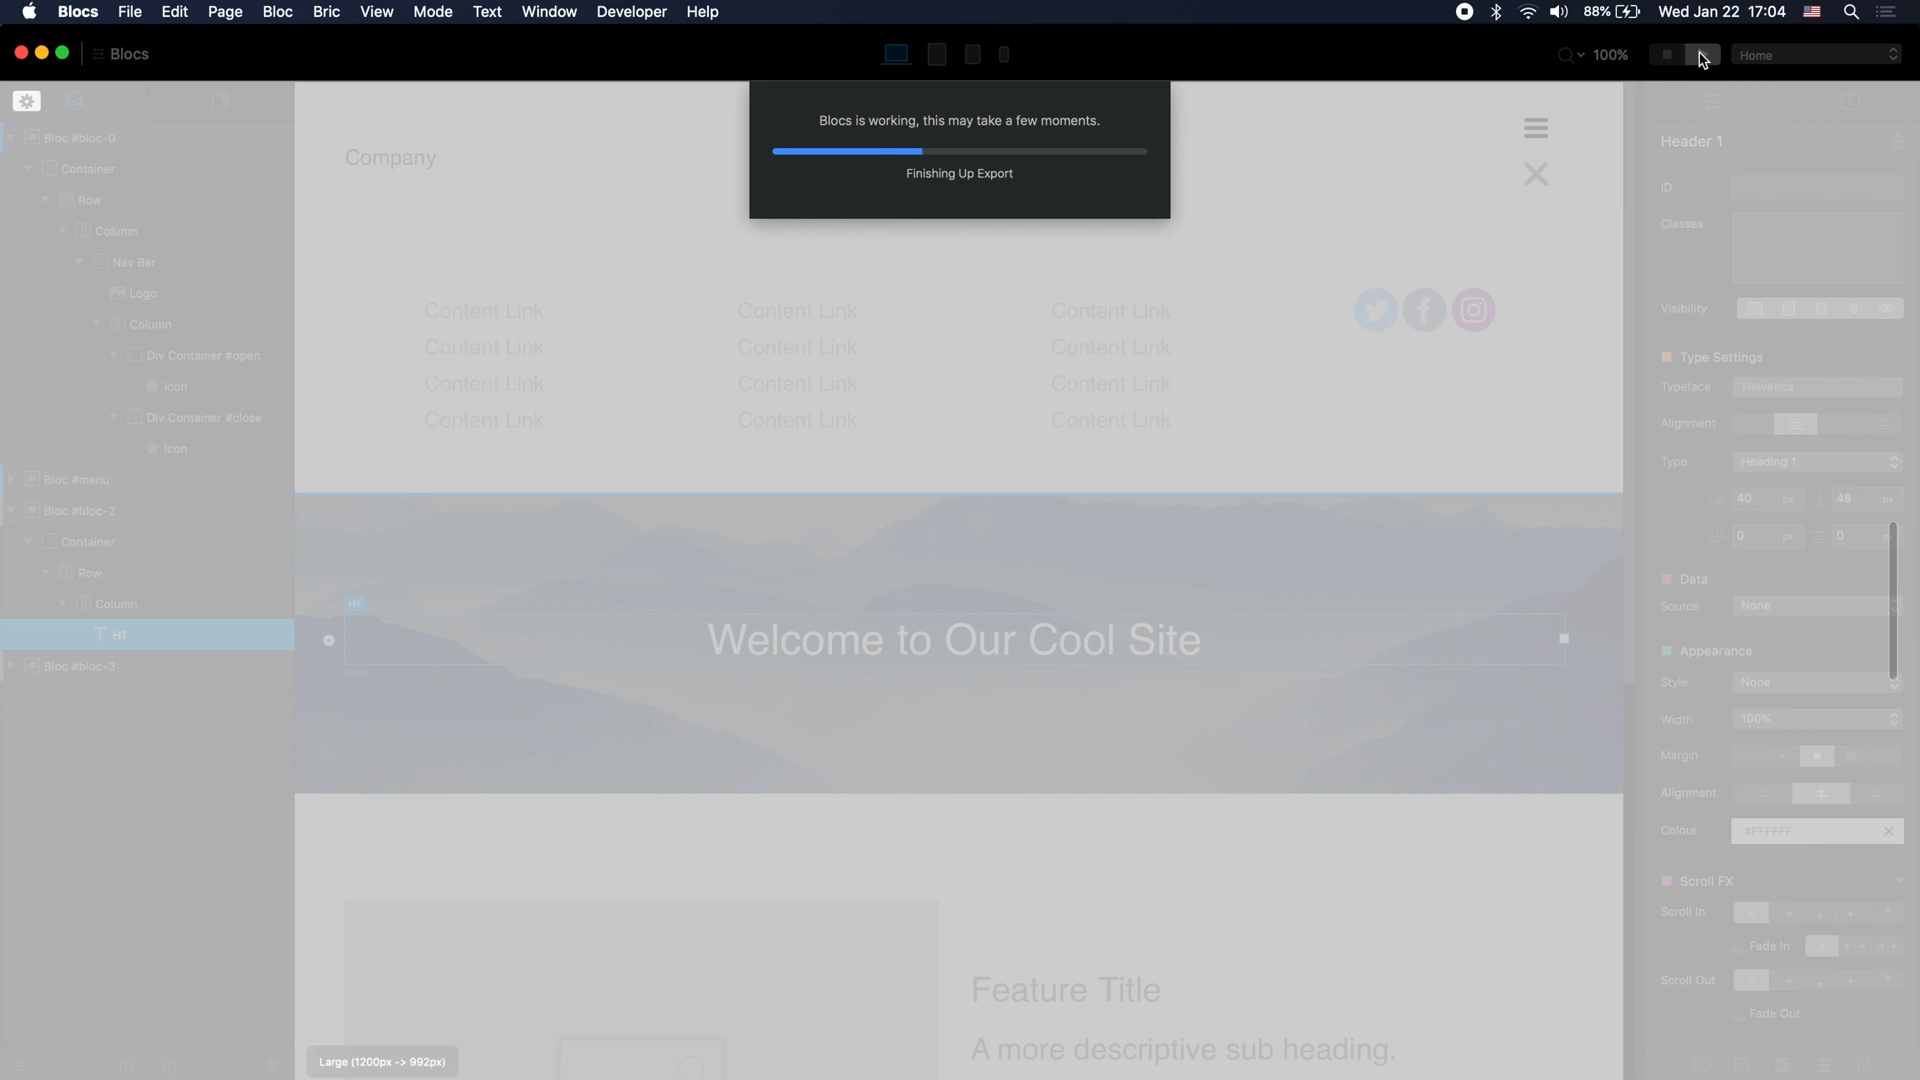 Blocs File Edit Page Bloc Bric View Mode Text Window Developer Help 88% Wed Jan 22 17:04
Blocs 100% Home
Blocs is working, this may take a few moments.
Finishing Up Export
Bloc #bloc-0
Container
Row
Column
Nav Bar
Logo
Column
Div Container #open
Icon
Div Container #close
Icon
Bloc #menu
Bloc #bloc-2
Container
Row
Column
H1
Bloc #bloc-3
Company
Content Link Content Link Content Link
Content Link Content Link Content Link
Content Link Content Link Content Link
Content Link Content Link Content Link
H1
Welcome to Our Cool Site
40px
Feature Title
A more descriptive sub heading.
Large (1200px -> 992px)
Header 1
ID
Classes
Visibility
Type Settings
Typeface Helvetica
Alignment
Type Heading 1
40 px 48 px
0 px 0 px
Data
Source None
Appearance
Style None
Width 100%
Margin
Alignment
Colour #FFFFFF
Scroll FX
Scroll In
Fade In
Scroll Out
Fade Out